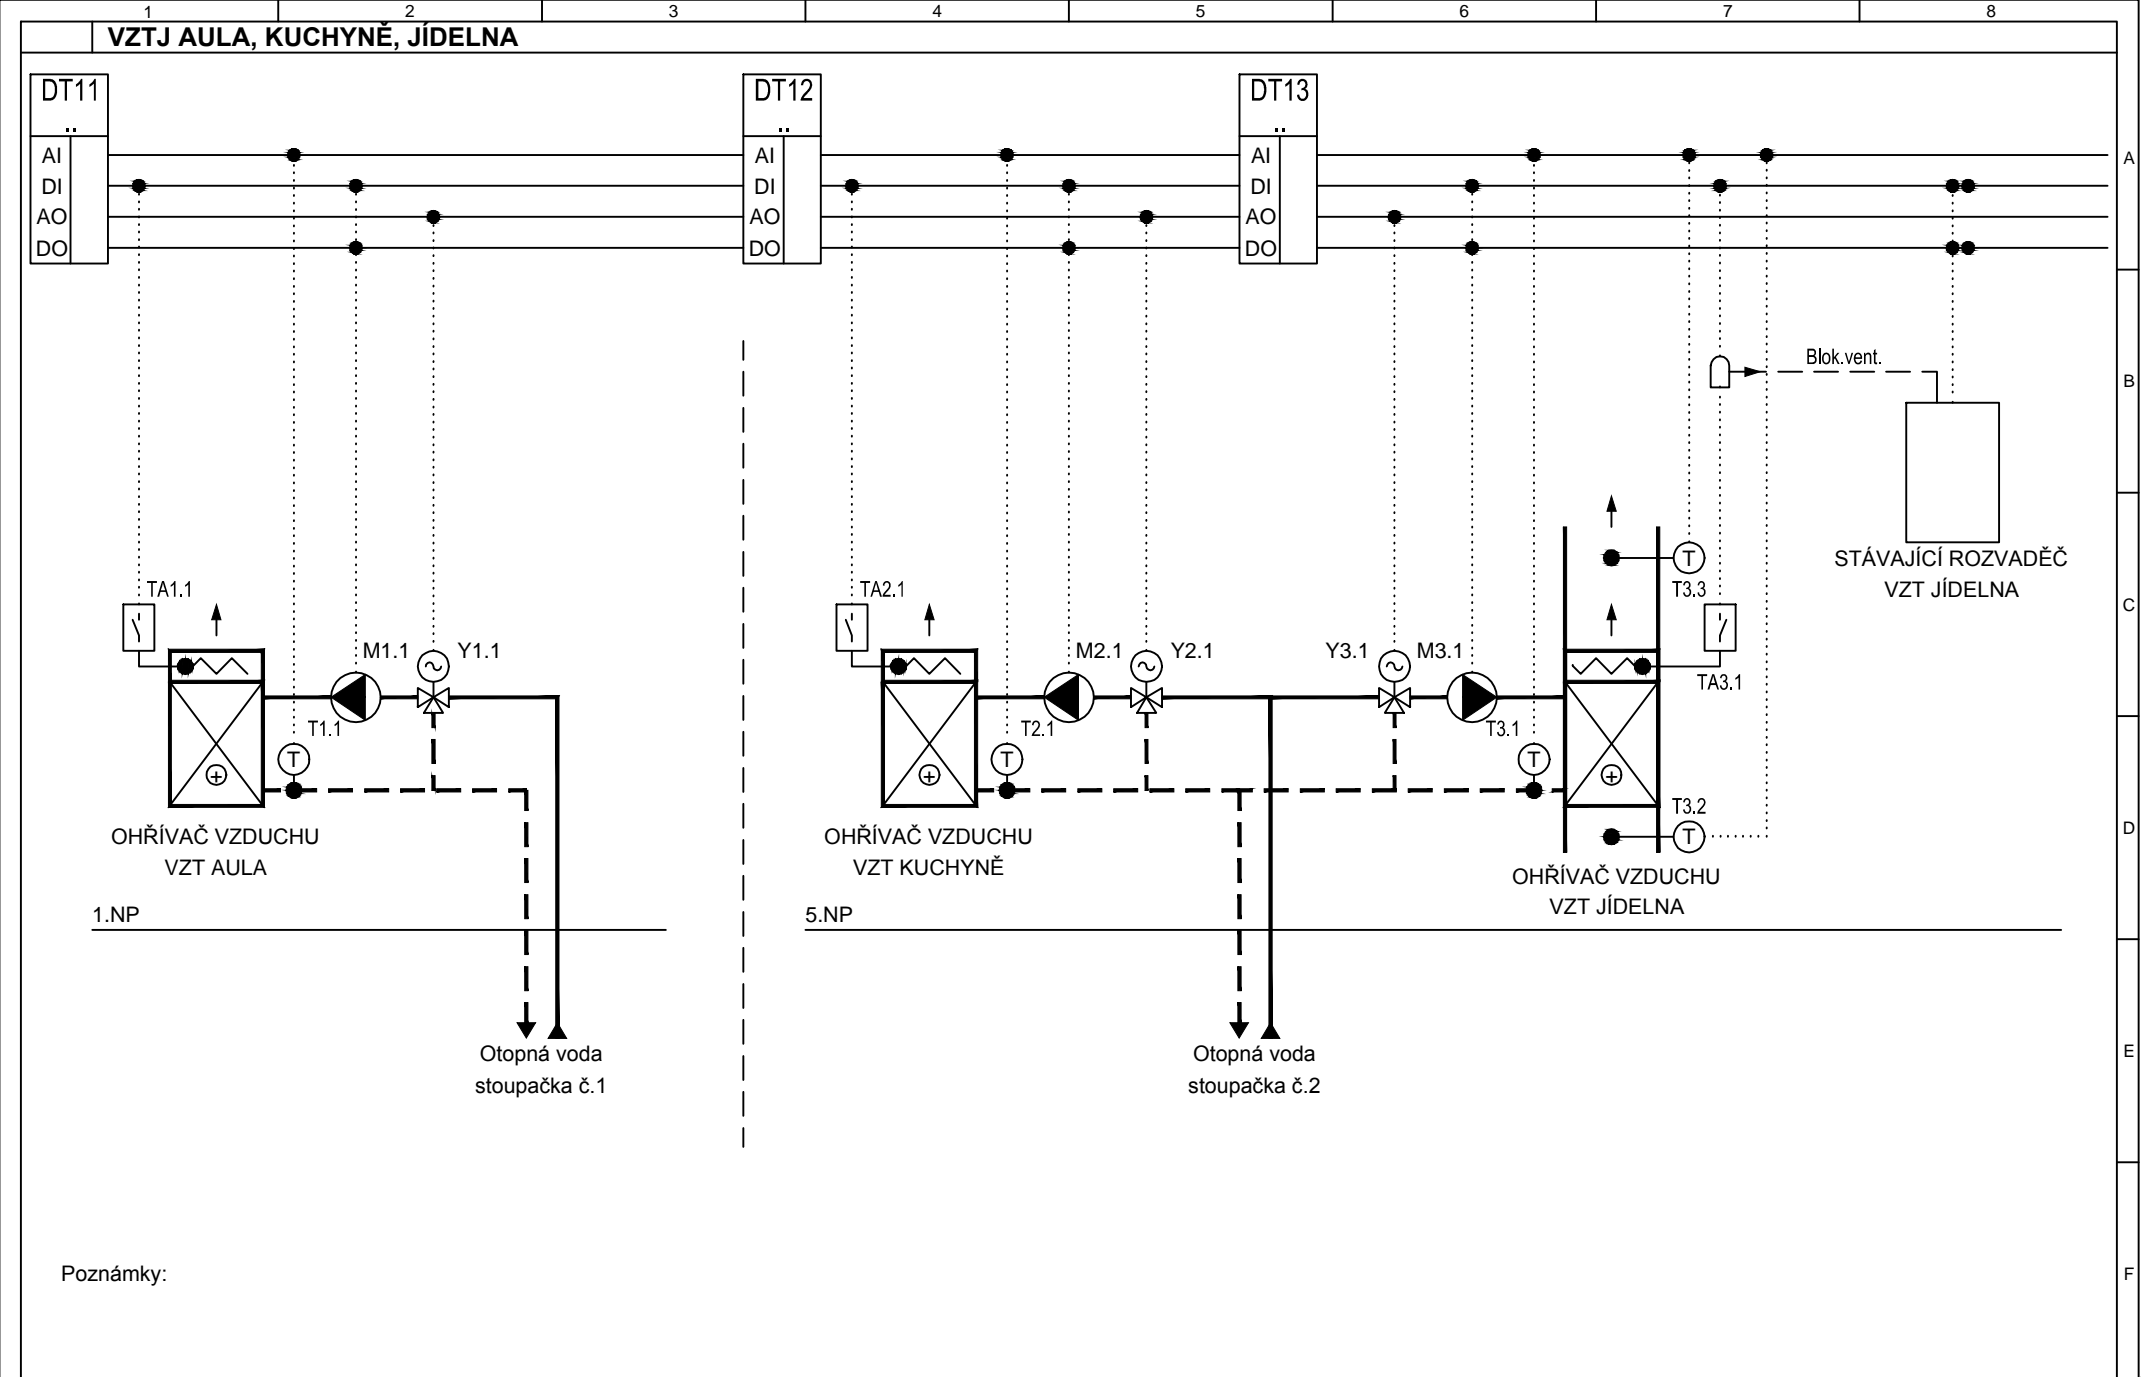 1 2 3 4 5 6 7 8
VZTJ AULA, KUCHYNĚ, JÍDELNA
DT11 DT12 DT13
.. .. ..
AI AI AI A
DI DI DI
AO AO AO
DO DO DO
Blok.vent.
B
STÁVAJÍCÍ ROZVADĚČ
VZT JÍDELNA
T
T3.3
TA1.1 TA2.1
C
M1.1 Y1.1 M2.1 Y2.1 Y3.1 M3.1
TA3.1
T1.1 T2.1 T3.1
T T T
T3.2
T
OHŘÍVAČ VZDUCHU
VZT AULA
OHŘÍVAČ VZDUCHU
VZT KUCHYNĚ
D
OHŘÍVAČ VZDUCHU
VZT JÍDELNA
1.NP 5.NP
Otopná voda
stoupačka č.1
Otopná voda
stoupačka č.2
E
Poznámky:
F